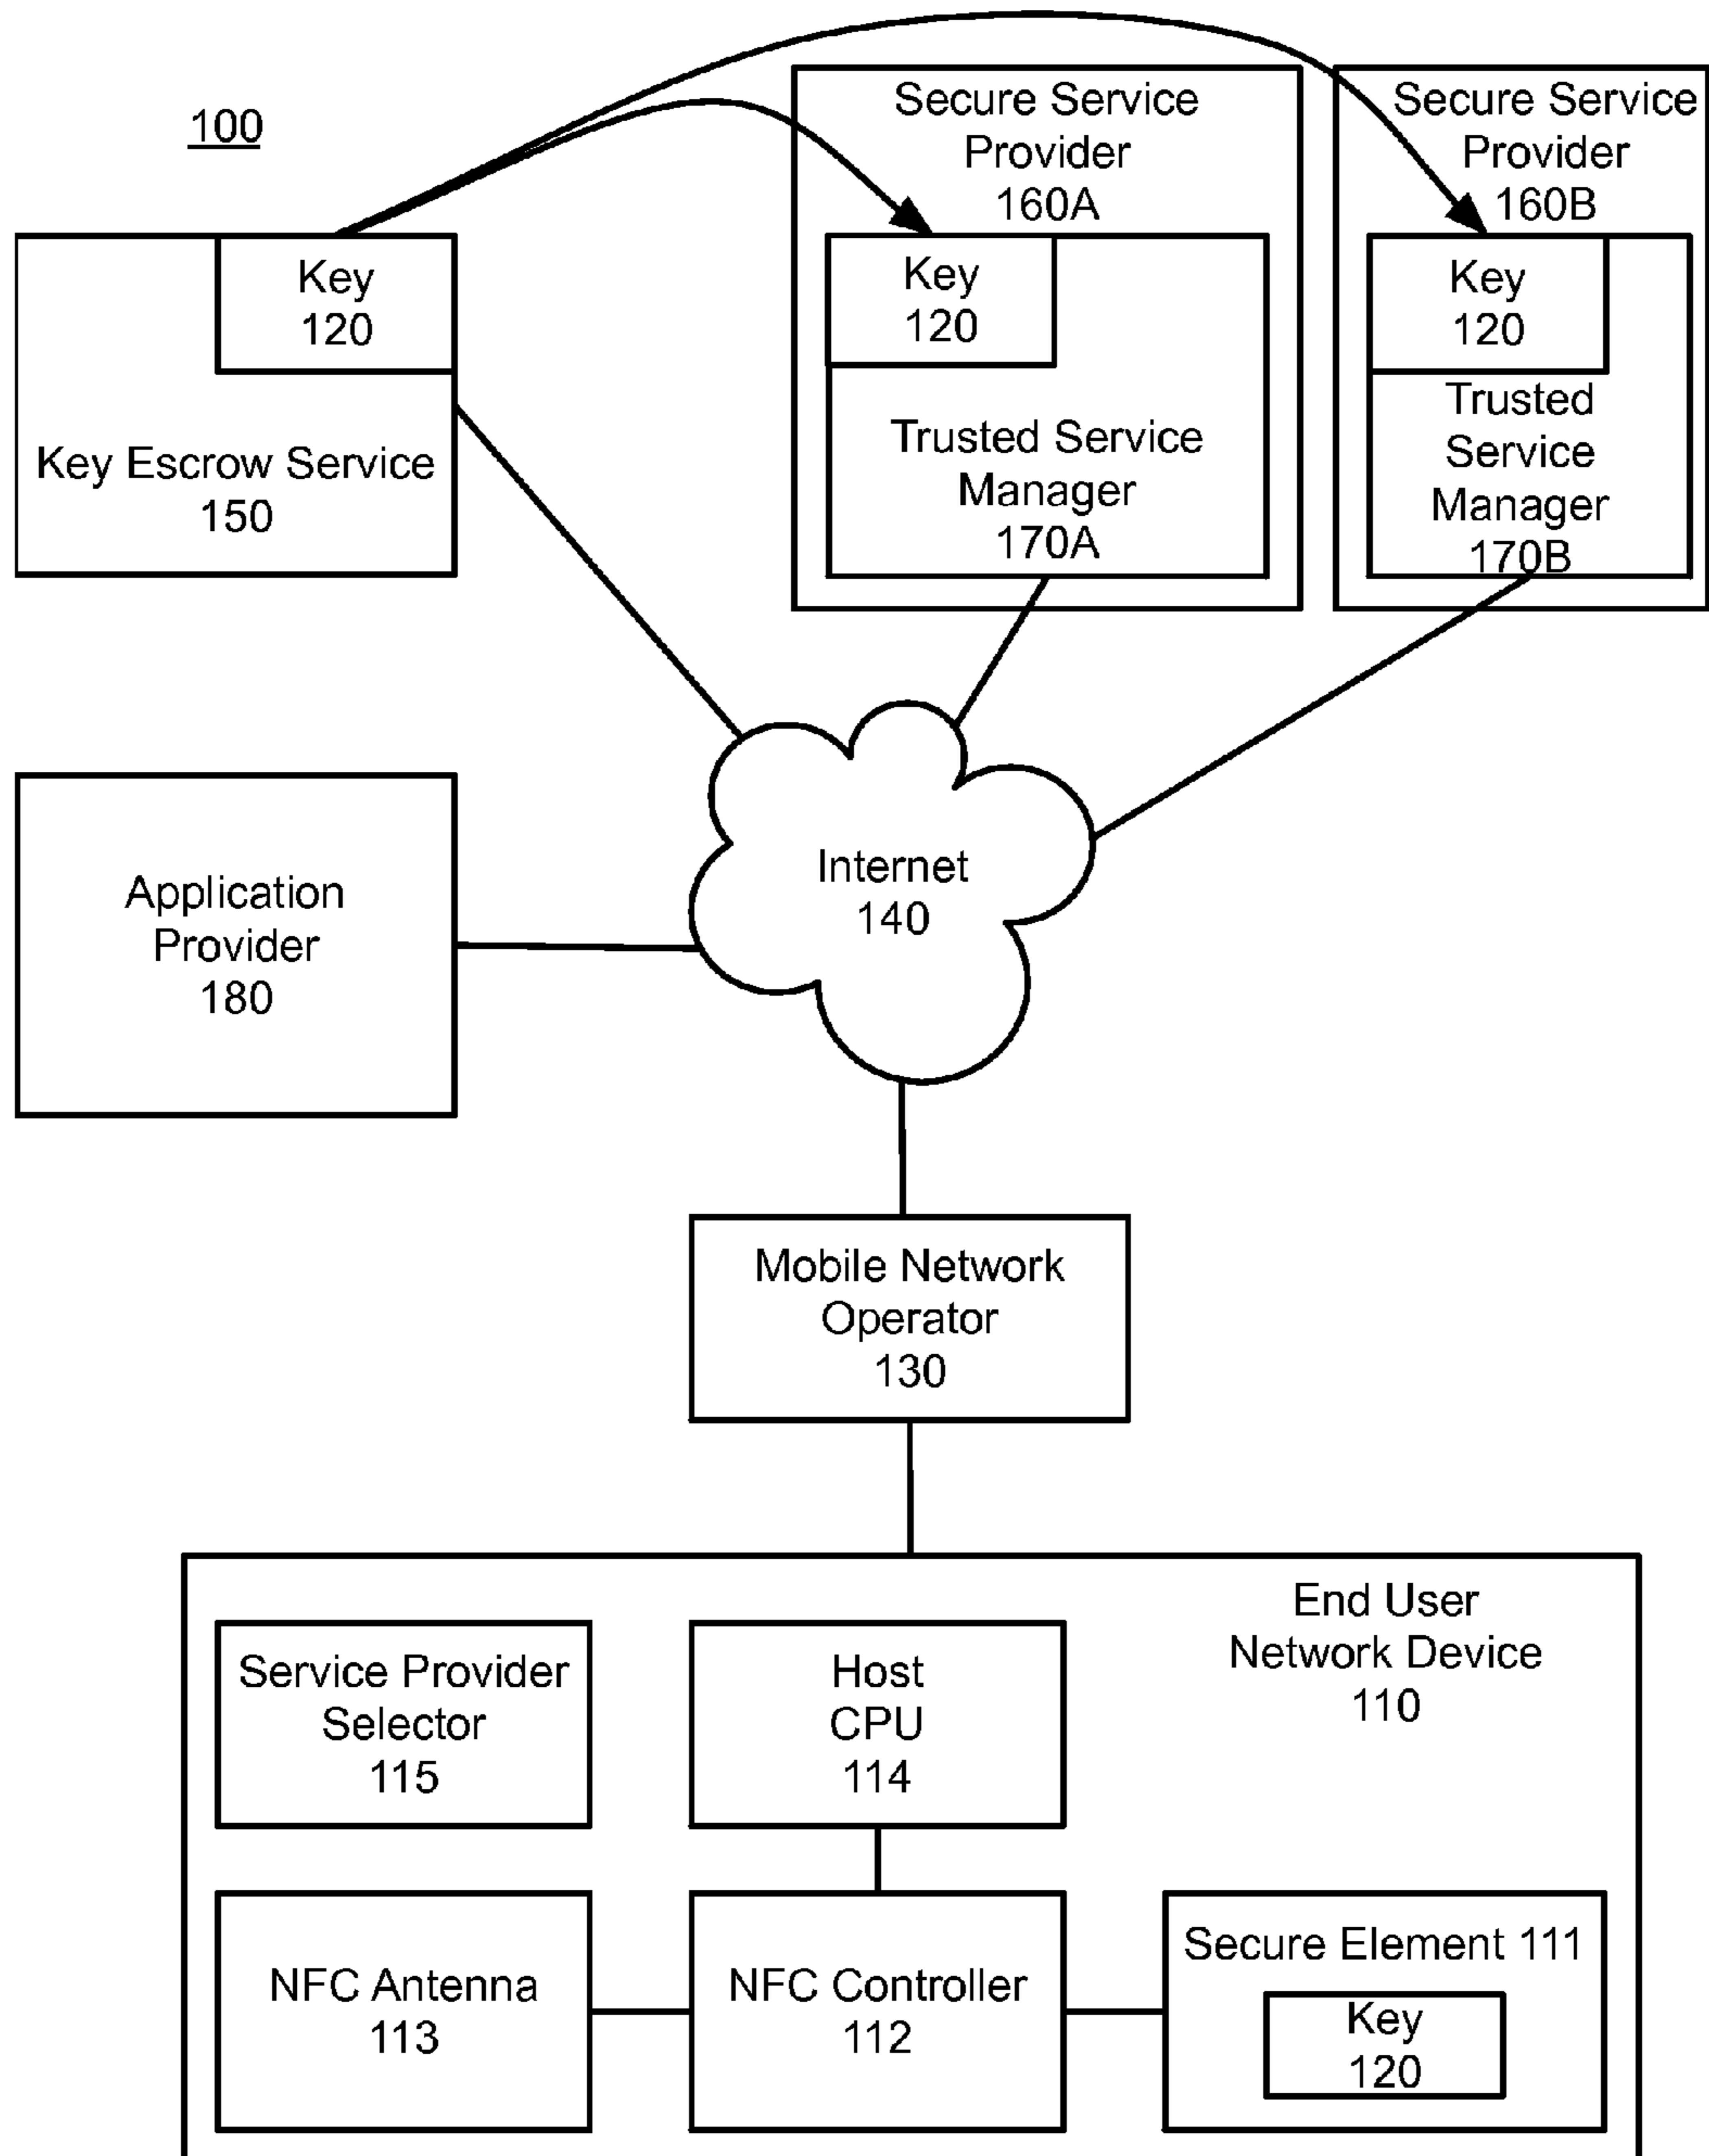 100
Secure Service
Provider
160A
Secure Service
Provider
160B
Key
120
Key Escrow Service
150
Key
120
Trusted Service
Manager
170A
Key
120
Trusted
Service
Manager
170B
Internet
140
Application
Provider
180
Mobile Network
Operator
130
End User
Network Device
110
Service Provider
Selector
115
Host
CPU
114
NFC Antenna
113
NFC Controller
112
Secure Element 111
Key
120